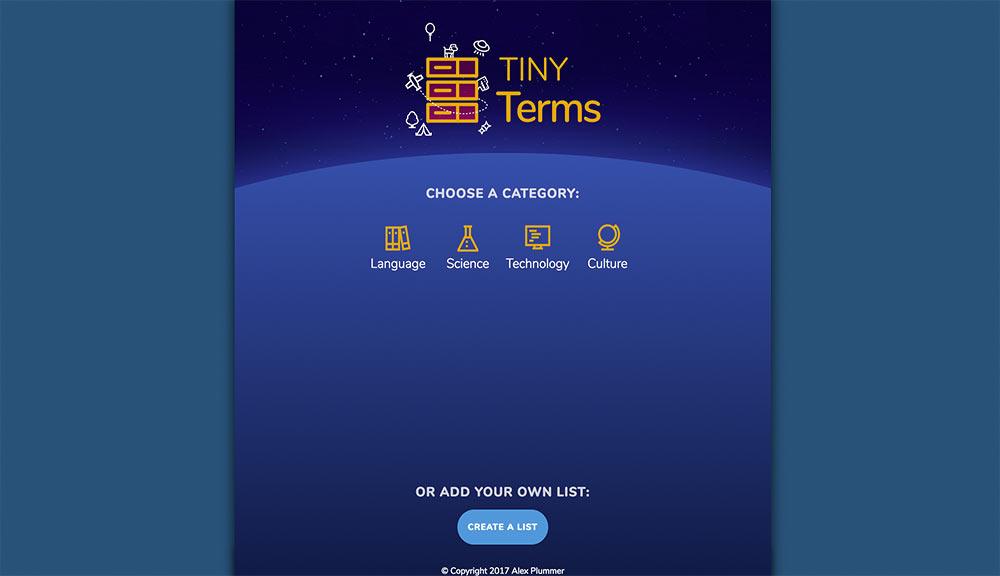 TINY
Terms
CHOOSE A CATEGORY:
Language Science Technology Culture
OR ADD YOUR OWN LIST:
CREATE A LIST
© Copyright 2017 Alex Plummer